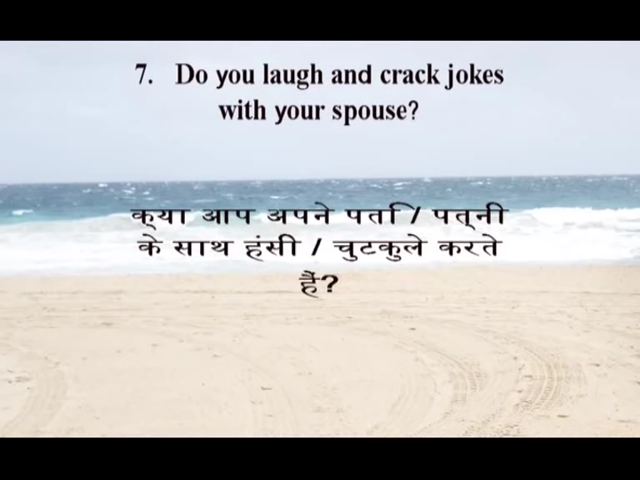 7. Do you laugh and crack jokes
with your spouse?
क्या आप अपने पति / पत्नी
के साथ हंसी / चुटकुले करते
हैं?